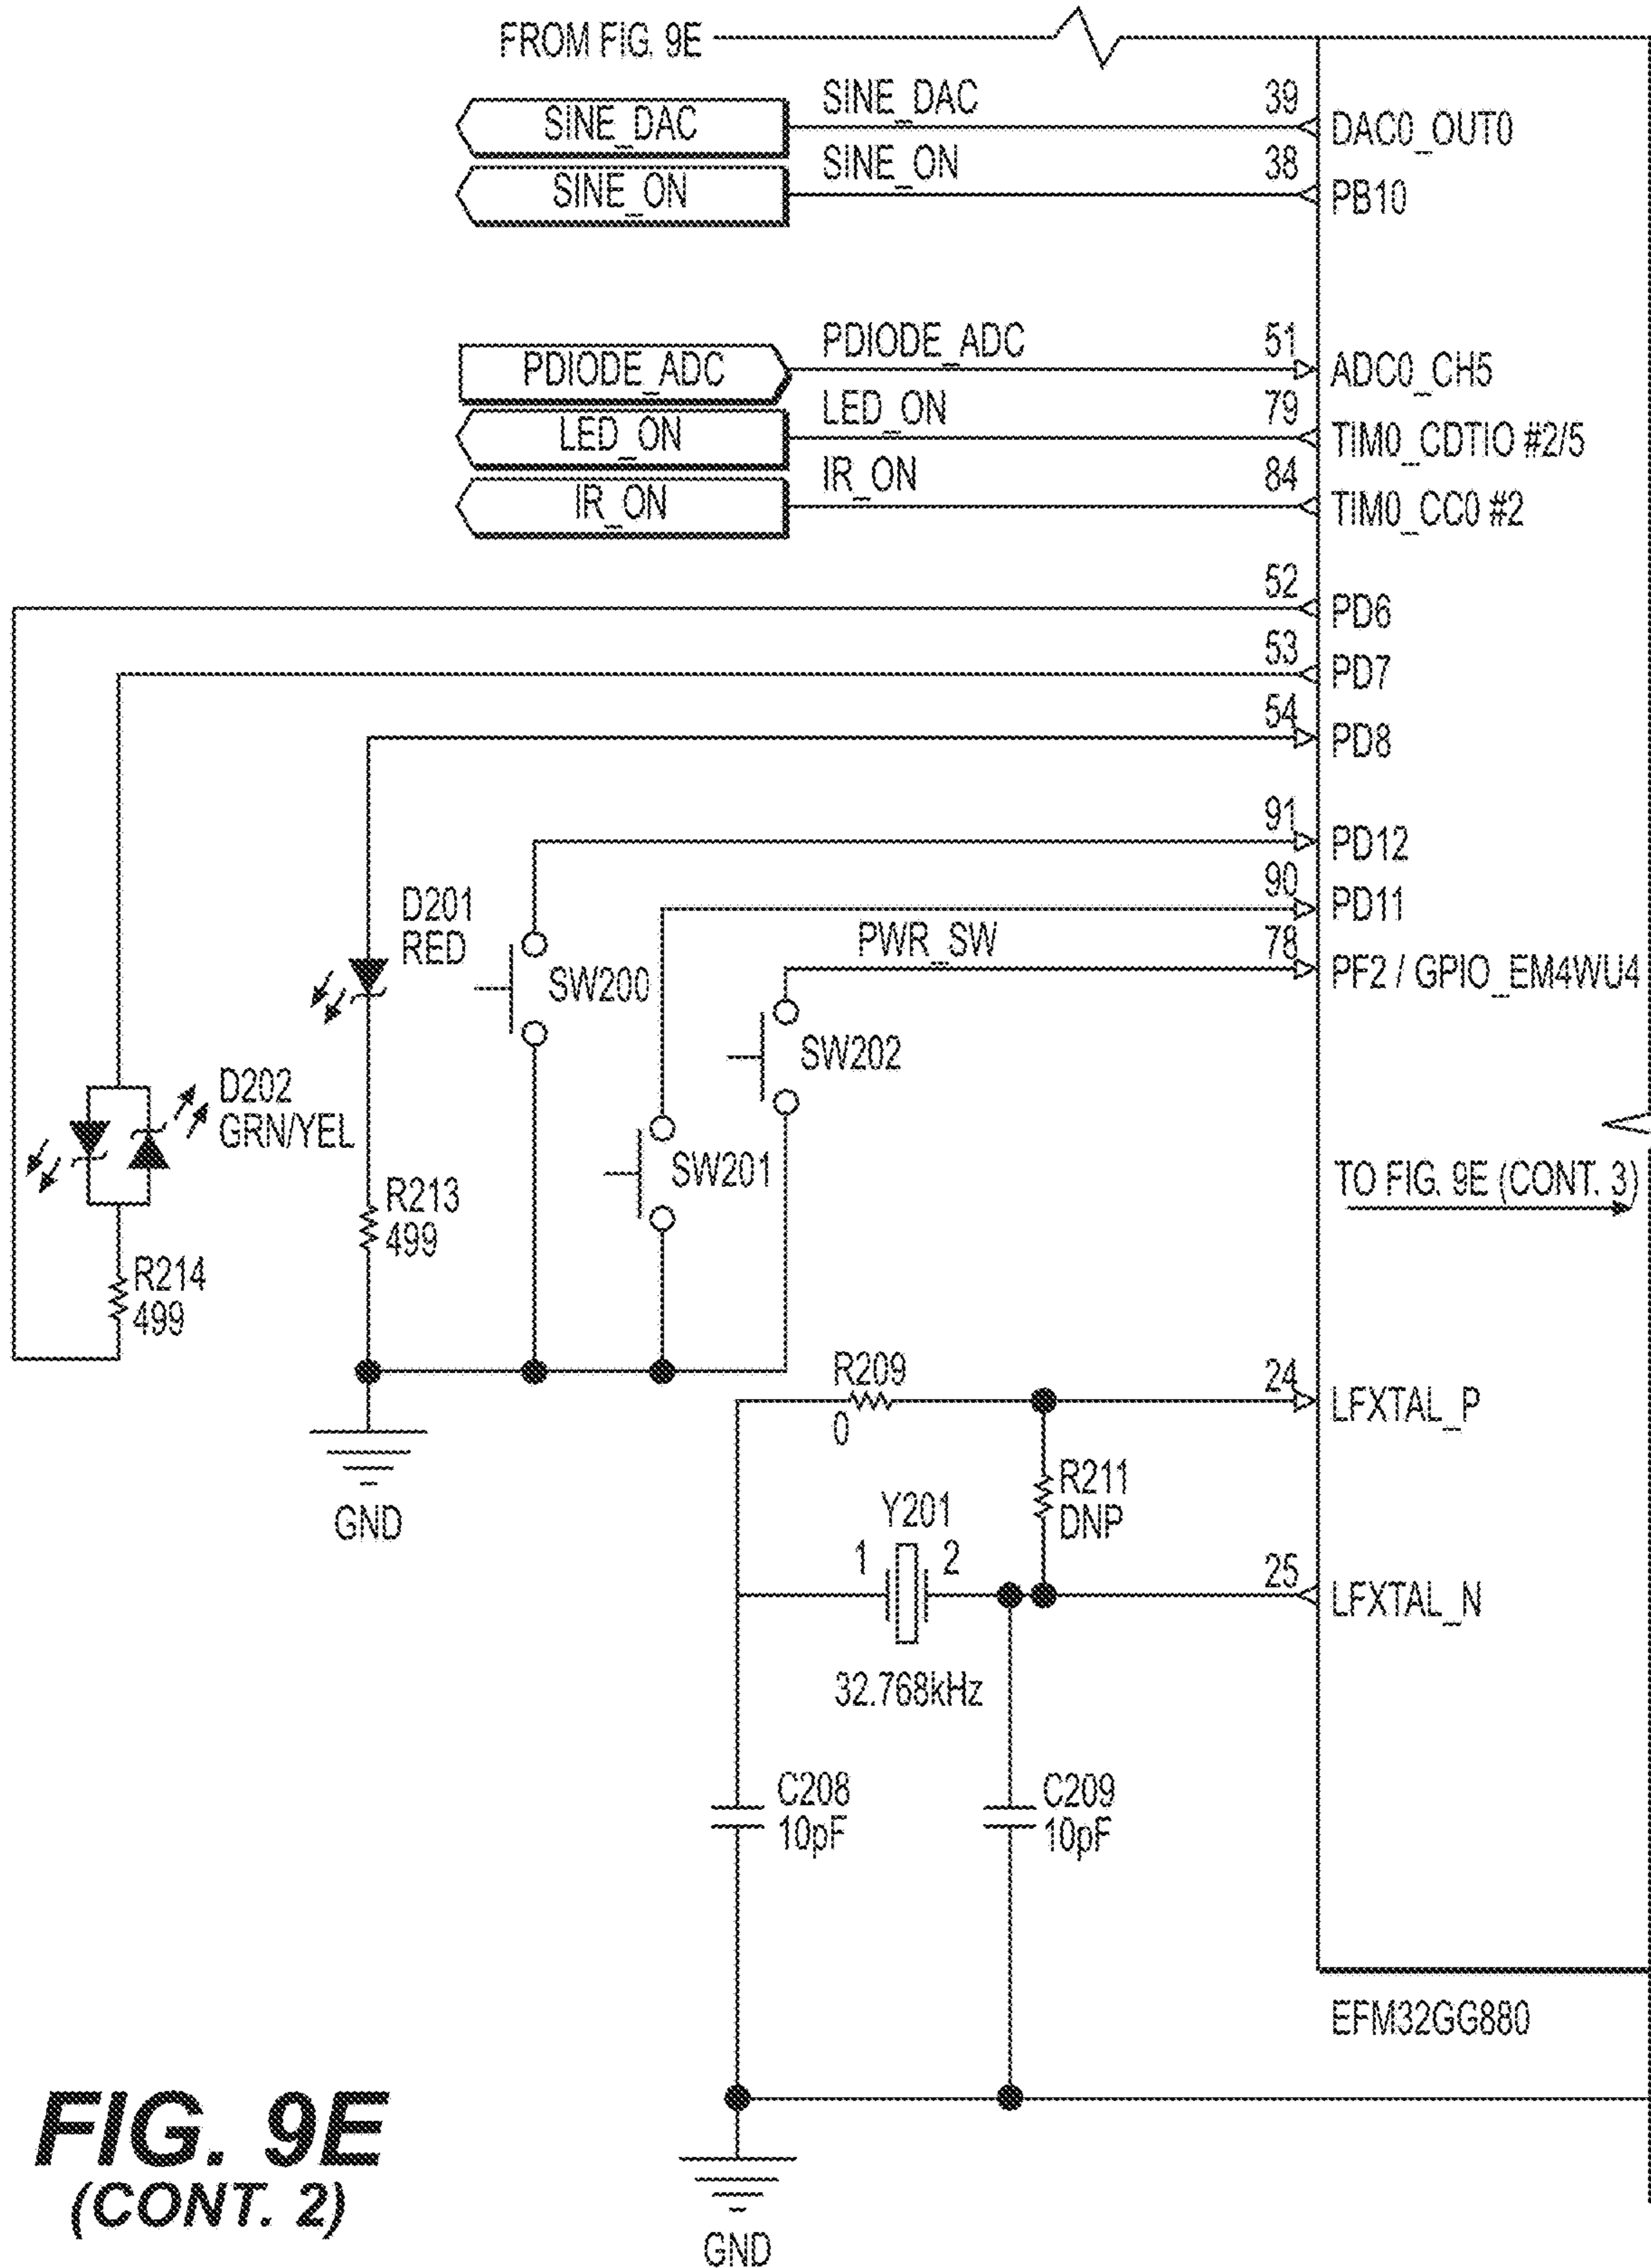 FROM FIG. 9E
SINE_DAC SINE_DAC 39 DAC0_OUT0
SINE_ON SINE_ON 38 PB10
PDIODE_ADC PDIODE_ADC 51 ADC0_CH5
LED_ON LED_ON 79 TIM0_CDTIO #2/5
IR_ON IR_ON 84 TIM0_CC0 #2
52 PD6
53 PD7
54 PD8
91 PD12
90 PD11
PWR_SW 78 PF2 / GPIO_EM4WU4
D201
RED
SW200
SW202
D202
GRN/YEL
SW201
TO FIG. 9E (CONT. 3)
R213
499
R214
499
R209
0
24 LFXTAL_P
R211
DNP
GND
Y201
1 2
25 LFXTAL_N
32.768kHz
C208
10pF
C209
10pF
EFM32GG880
FIG. 9E
(CONT. 2)
GND